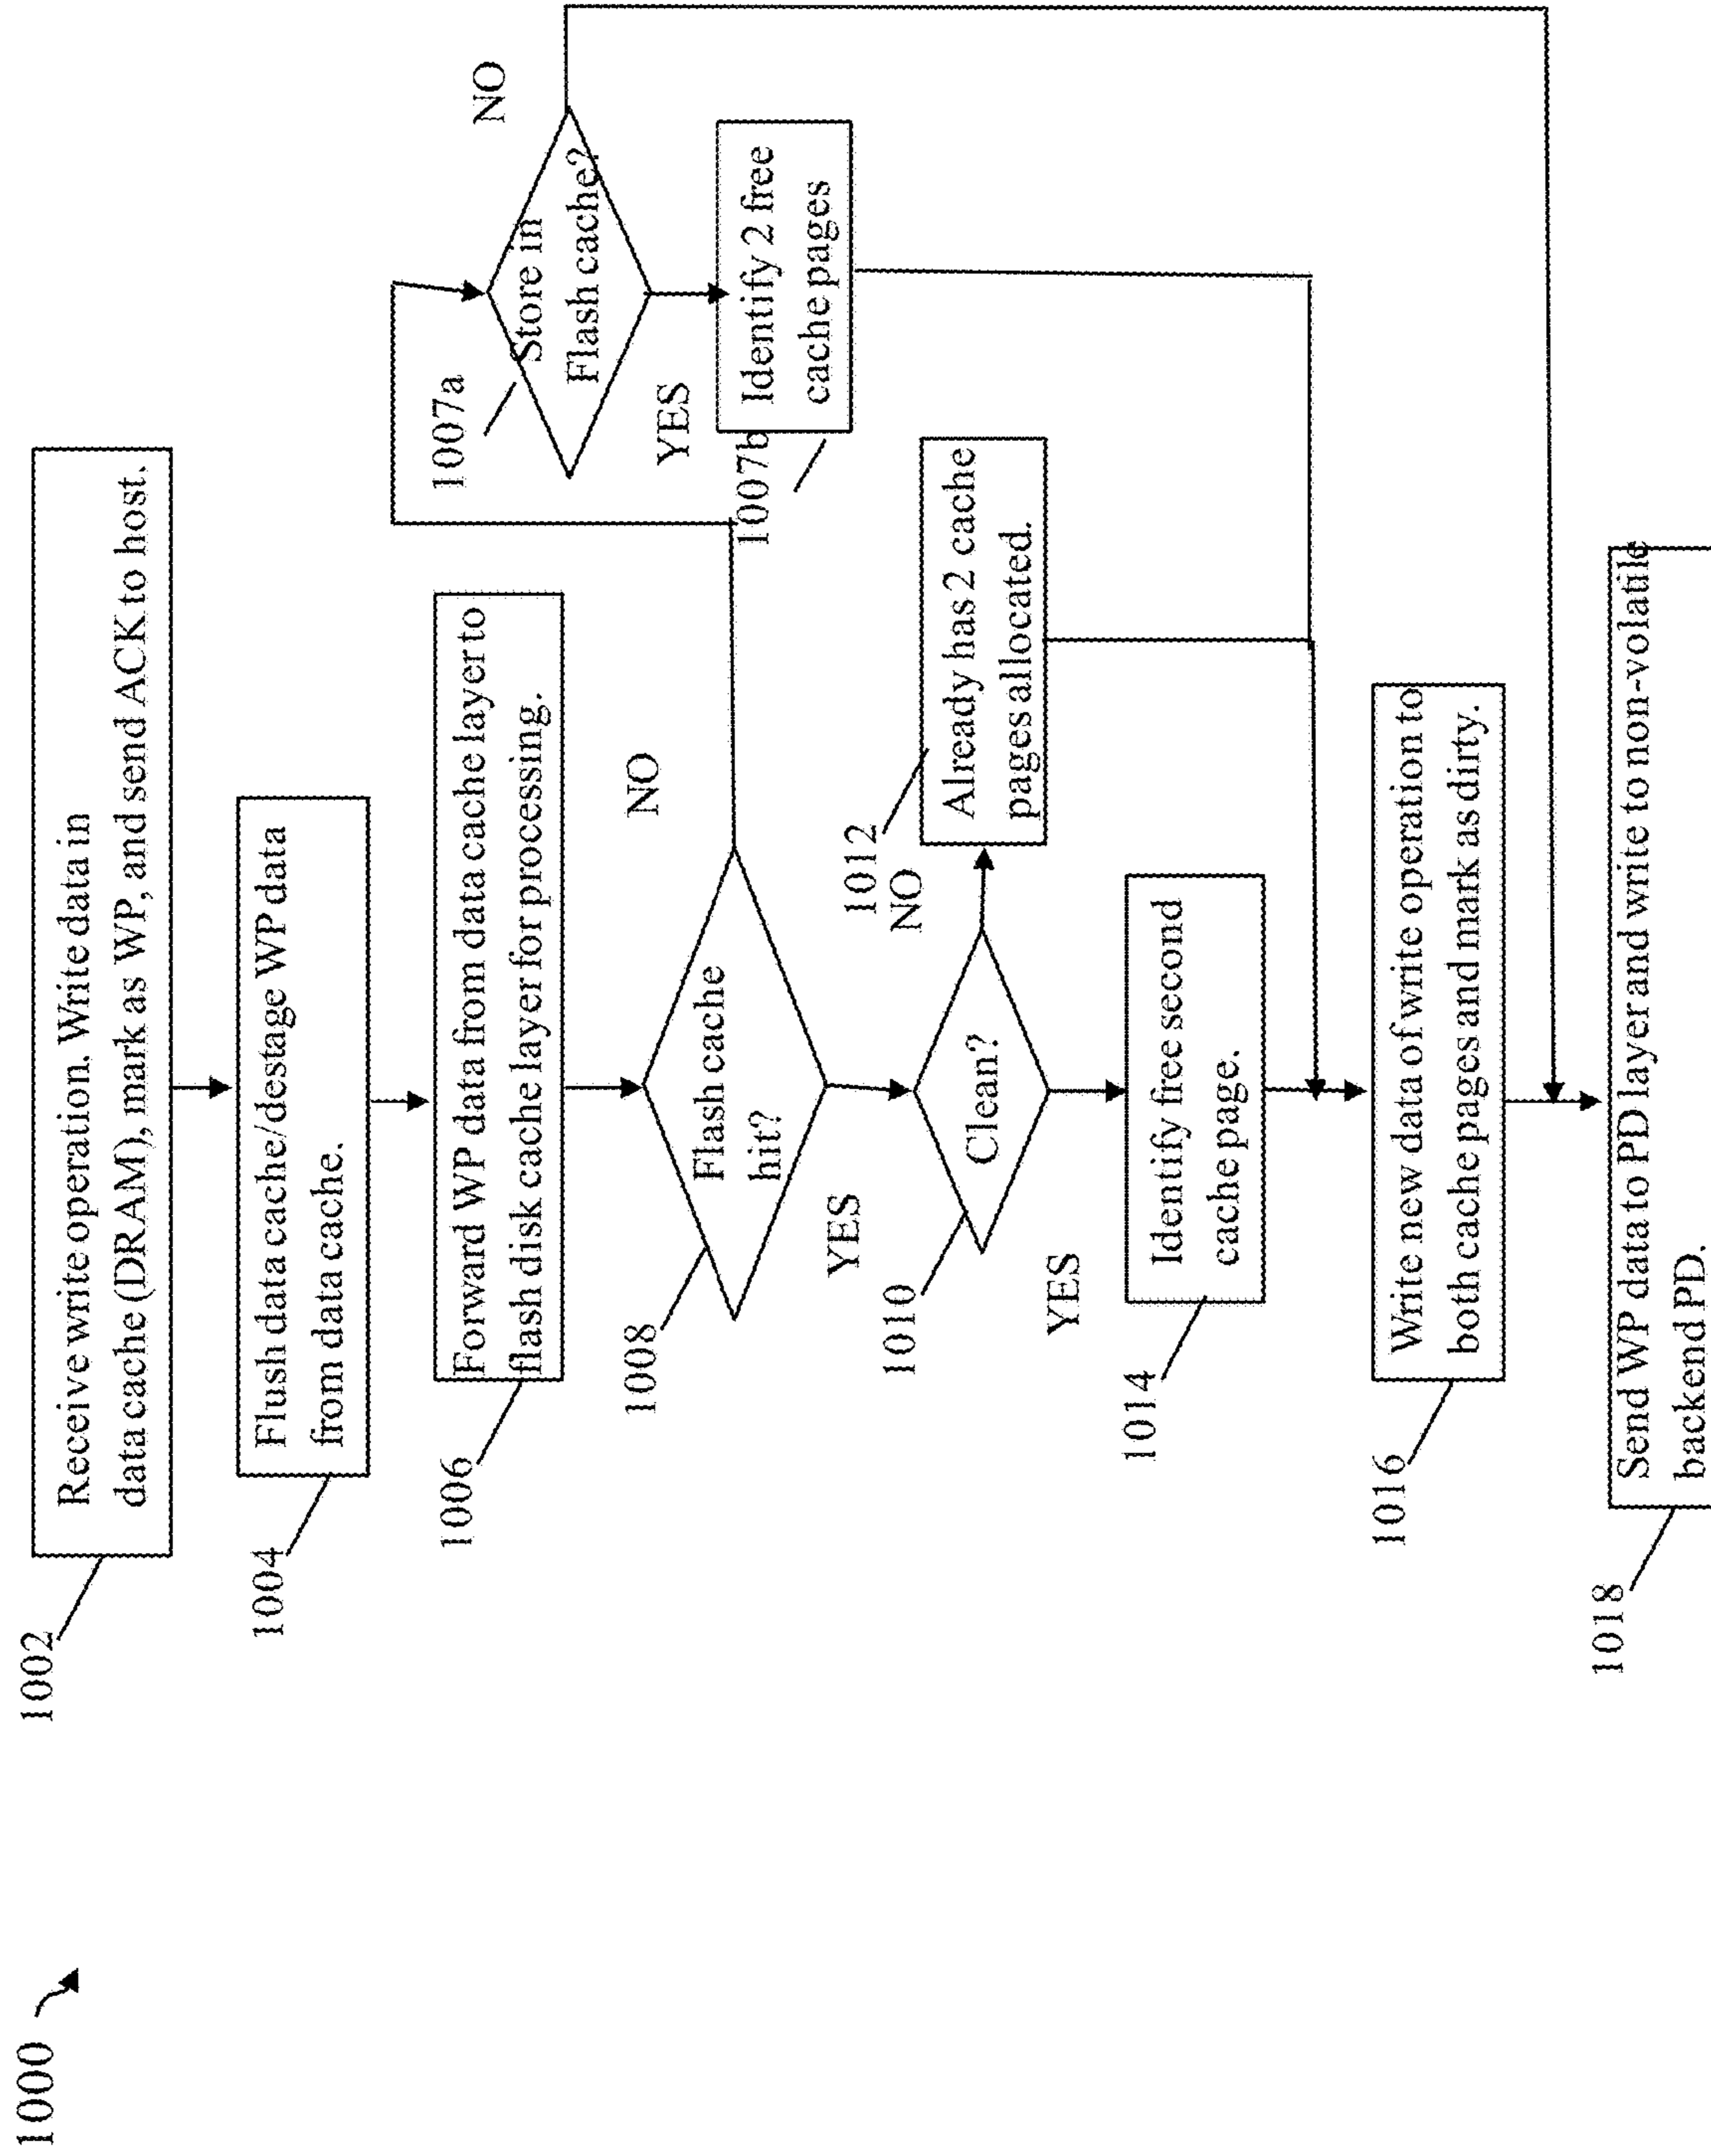 1000
1002
Receive write operation. Write data in
data cache (DRAM), mark as WP, and send ACK to host.
1004
Flush data cache/destage WP data
from data cache.
1006
Forward WP data from data cache layer to
flash disk cache layer for processing.
1008
Flash cache
hit?
NO
YES
1007a
Store in
Flash cache?
NO
YES
1007b
Identify 2 free
cache pages
1010
Clean?
NO
YES
1012
Already has 2 cache
pages allocated.
1014
Identify free second
cache page.
1016
Write new data of write operation to
both cache pages and mark as dirty.
1018
Send WP data to PD layer and write to non-volatile
backend PD.